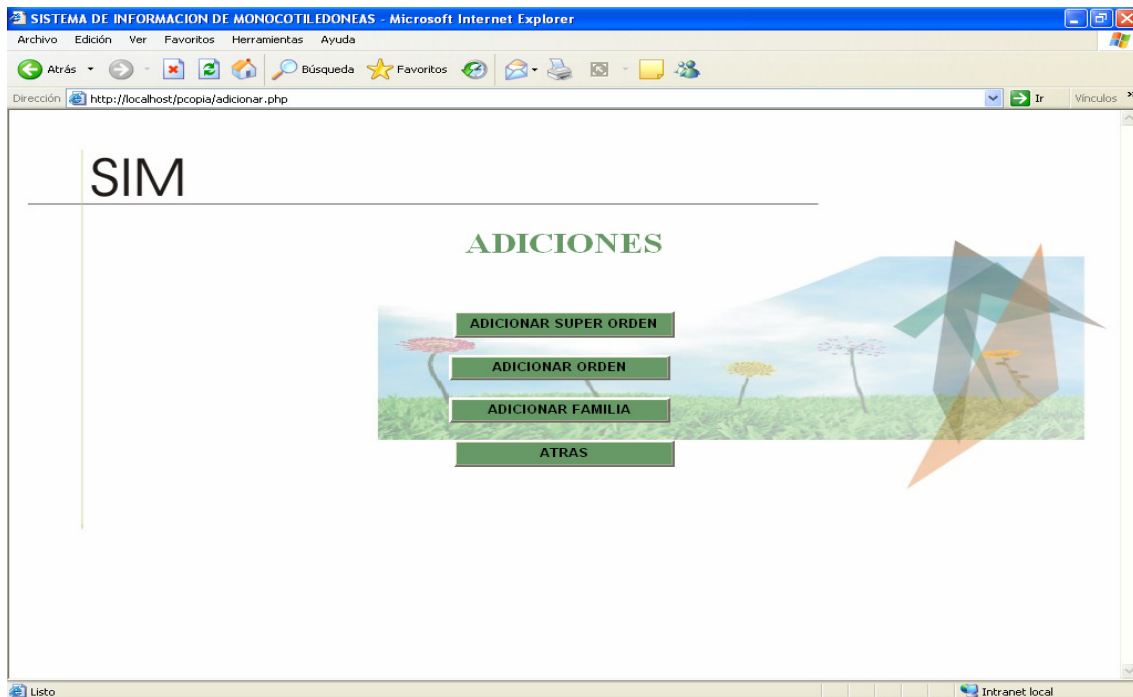 SISTEMA DE INFORMACION DE MONOCOTILEDONEAS - Microsoft Internet Explorer
Archivo Edición Ver Favoritos Herramientas Ayuda
Atrás Búsqueda Favoritos
Dirección http://localhost/pcopia/adicionar.php Ir Vínculos »
SIM
ADICIONES
ADICIONAR SUPER ORDEN
ADICIONAR ORDEN
ADICIONAR FAMILIA
ATRAS
Listo Intranet local